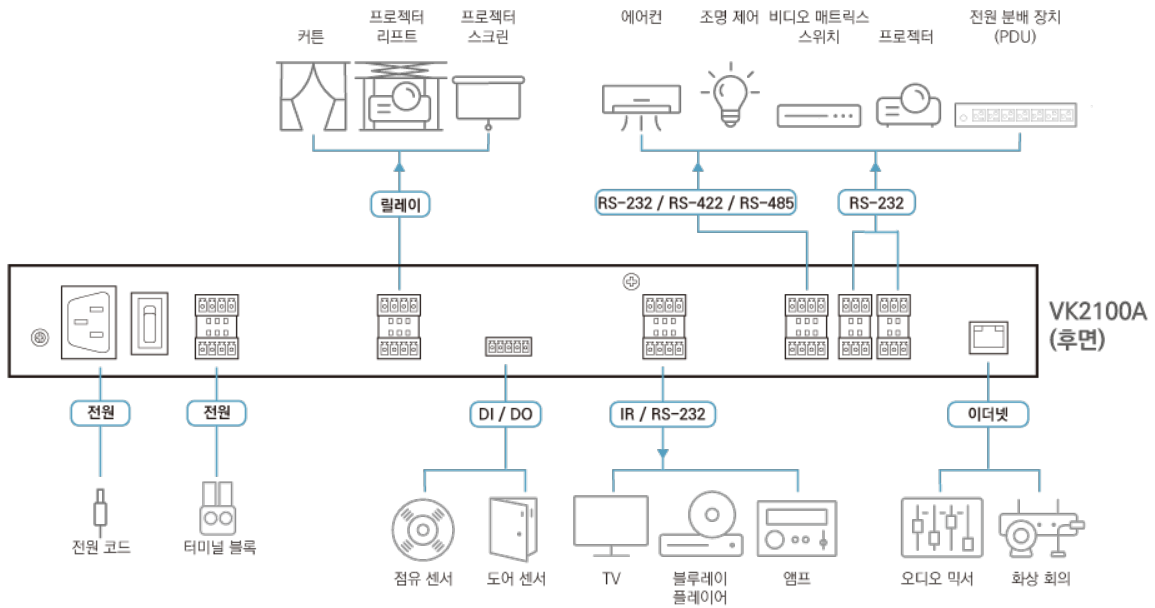 커튼
프로젝터
리프트
프로젝터
스크린
에어컨
조명 제어
비디오 매트릭스
스위치
프로젝터
전원 분배 장치
(PDU)
릴레이
RS-232 / RS-422 / RS-485
RS-232
VK2100A
(후면)
전원
전원
DI / DO
IR / RS-232
이더넷
전원 코드
터미널 블록
점유 센서
도어 센서
TV
블루레이
플레이어
앰프
오디오 믹서
화상 회의